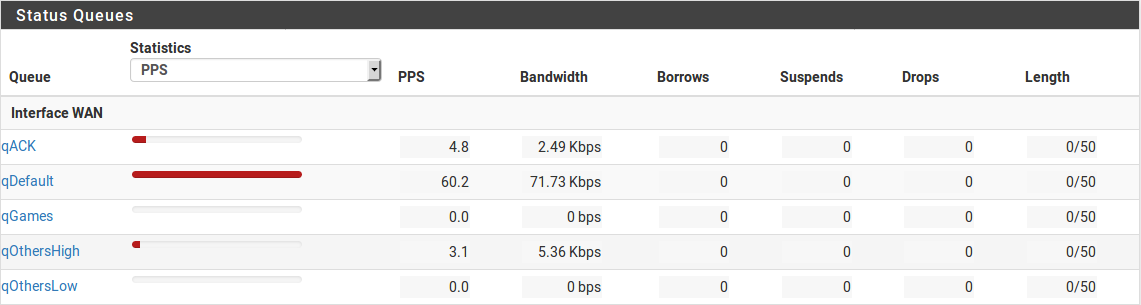 Status Queues
Statistics
Queue PPS PPS Bandwidth Borrows Suspends Drops Length
Interface WAN
qACK 4.8 2.49 Kbps 0 0 0 0/50
qDefault 60.2 71.73 Kbps 0 0 0 0/50
qGames 0.0 0 bps 0 0 0 0/50
qOthersHigh 3.1 5.36 Kbps 0 0 0 0/50
qOthersLow 0.0 0 bps 0 0 0 0/50